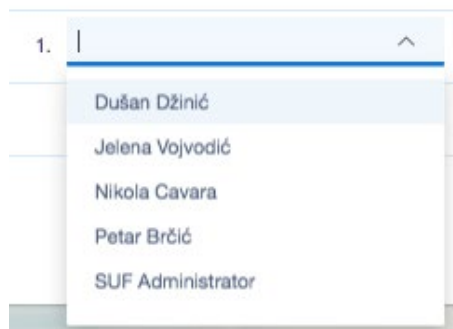 1.
Dušan Džinić
Jelena Vojvodić
Nikola Cavara
Petar Brčić
SUF Administrator